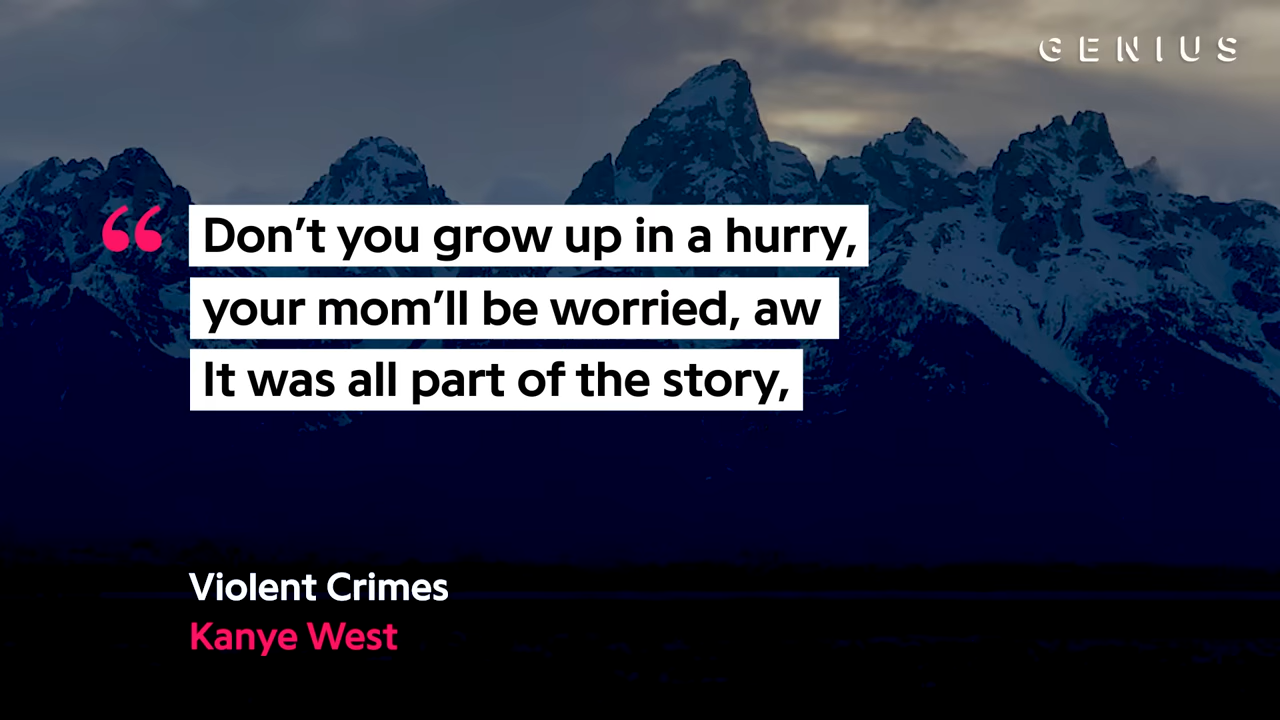 GENIUS
“
Don’t you grow up in a hurry,
your mom’ll be worried, aw
It was all part of the story,
Violent Crimes
Kanye West